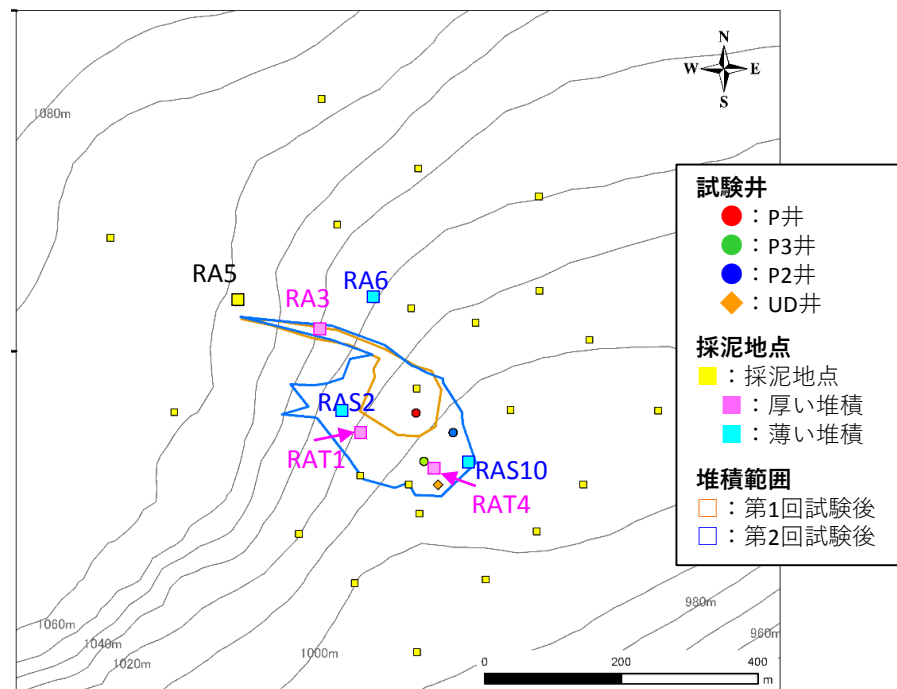 N
W E
S
1080m
RA5
RA6
RA3
RAS2
RAT1
RAS10
RAT4
1060m
1040m
1020m
1000m
980m
960m
0 200 400
m
試験井
：P井
：P3井
：P2井
：UD井
採泥地点
：採泥地点
：厚い堆積
：薄い堆積
堆積範囲
：第1回試験後
：第2回試験後